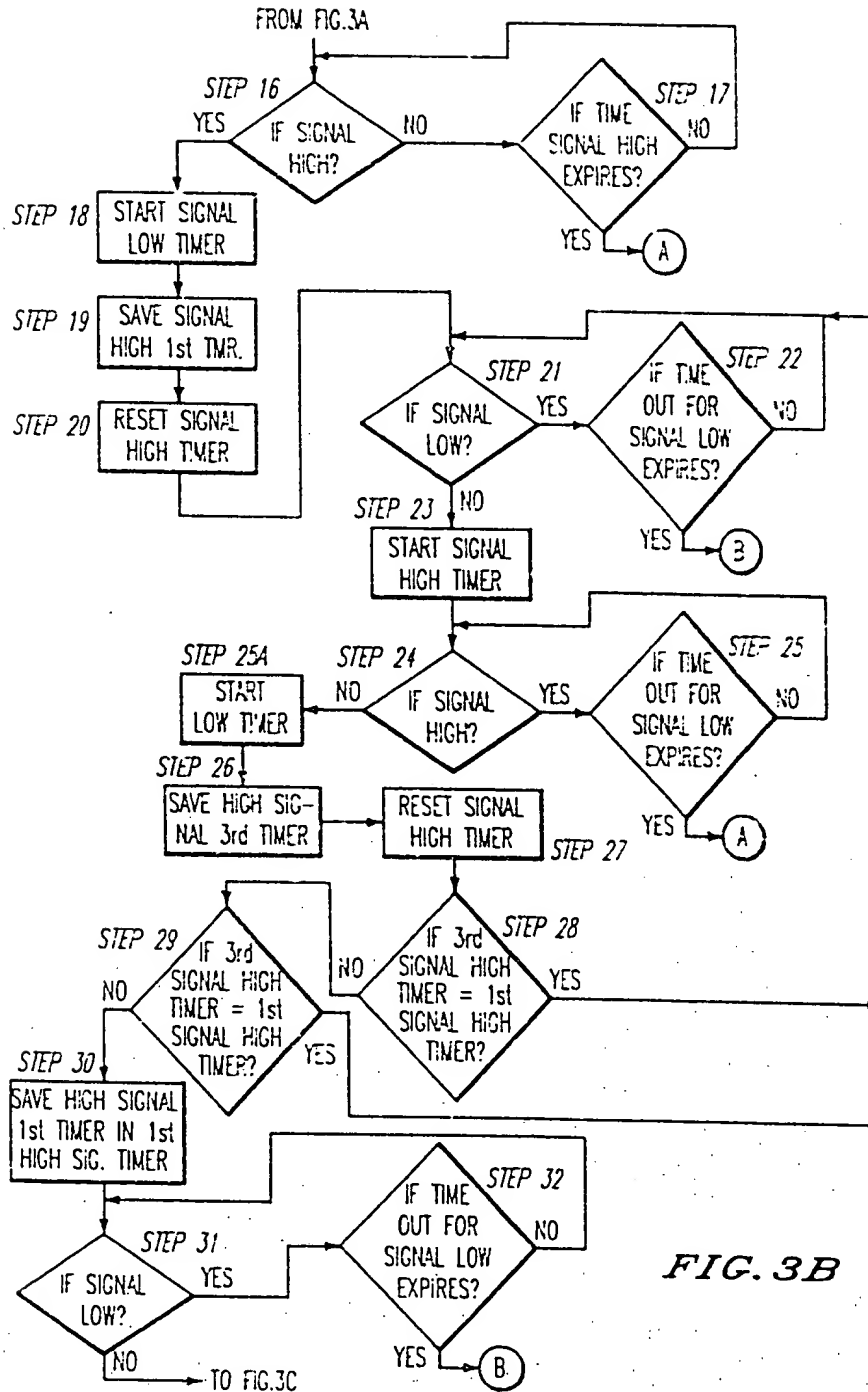 FROM FIG.3A
STEP 16
IF SIGNAL
HIGH?
YES
NO
STEP 17
IF TIME
SIGNAL HIGH
EXPIRES?
NO
YES
A
STEP 18
START SIGNAL
LOW TIMER
STEP 19
SAVE SIGNAL
HIGH 1st TMR.
STEP 20
RESET SIGNAL
HIGH TIMER
STEP 21
IF SIGNAL
LOW?
YES
NO
STEP 22
IF TIME
OUT FOR
SIGNAL LOW
EXPIRES?
NO
YES
B
STEP 23
START SIGNAL
HIGH TIMER
STEP 24
IF SIGNAL
HIGH?
NO
YES
STEP 25
IF TIME
OUT FOR
SIGNAL LOW
EXPIRES?
NO
YES
A
STEP 25A
START
LOW TIMER
STEP 26
SAVE HIGH SIG-
NAL 3rd TIMER
RESET SIGNAL
HIGH TIMER
STEP 27
STEP 28
IF 3rd
SIGNAL HIGH
TIMER = 1st
SIGNAL HIGH
TIMER?
NO
YES
STEP 29
IF 3rd
SIGNAL HIGH
TIMER = 1st
SIGNAL HIGH
TIMER?
NO
YES
STEP 30
SAVE HIGH SIGNAL
1st TIMER IN 1st
HIGH SIG. TIMER
STEP 31
IF SIGNAL
LOW?
YES
NO
TO FIG.3C
STEP 32
IF TIME
OUT FOR
SIGNAL LOW
EXPIRES?
NO
YES
B
FIG. 3B